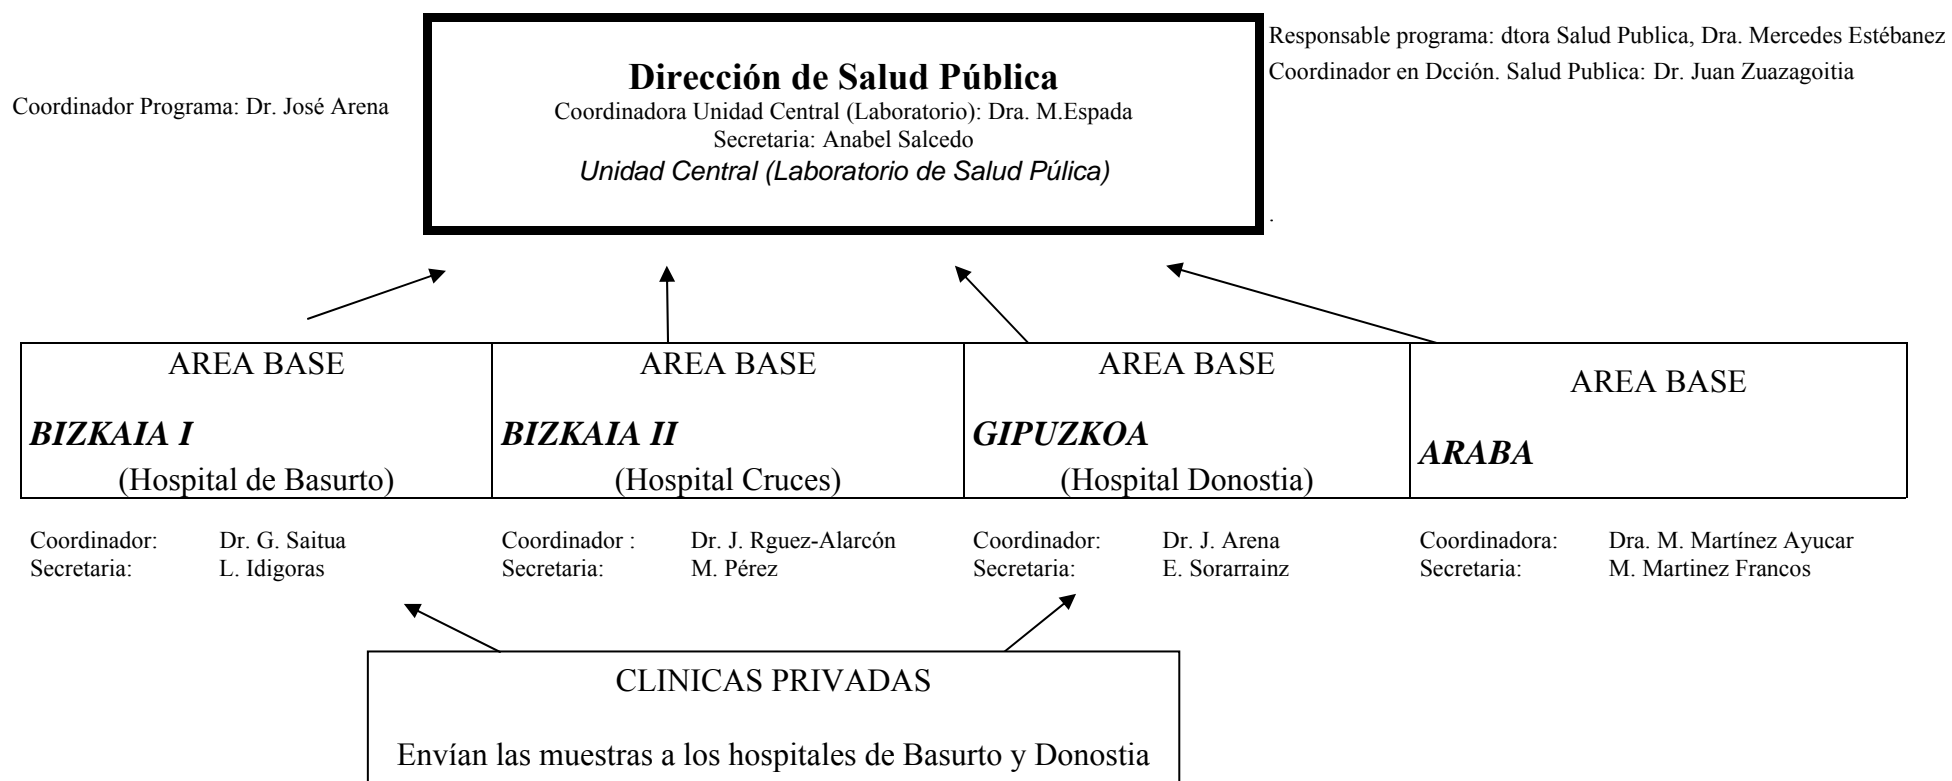 Responsable programa: dtora Salud Publica, Dra. Mercedes Estébanez
Coordinador en Dcción. Salud Publica: Dr. Juan Zuazagoitia
Coordinador Programa: Dr. José Arena
Dirección de Salud Pública
Coordinadora Unidad Central (Laboratorio): Dra. M.Espada
Secretaria: Anabel Salcedo
Unidad Central (Laboratorio de Salud Púlica)
.
AREA BASE
BIZKAIA I
(Hospital de Basurto)
AREA BASE
BIZKAIA II
(Hospital Cruces)
AREA BASE
GIPUZKOA
(Hospital Donostia)
AREA BASE
ARABA
Coordinador: Dr. G. Saitua
Secretaria: L. Idigoras
Coordinador : Dr. J. Rguez-Alarcón
Secretaria: M. Pérez
Coordinador: Dr. J. Arena
Secretaria: E. Sorarrainz
Coordinadora: Dra. M. Martínez Ayucar
Secretaria: M. Martinez Francos
CLINICAS PRIVADAS
Envían las muestras a los hospitales de Basurto y Donostia